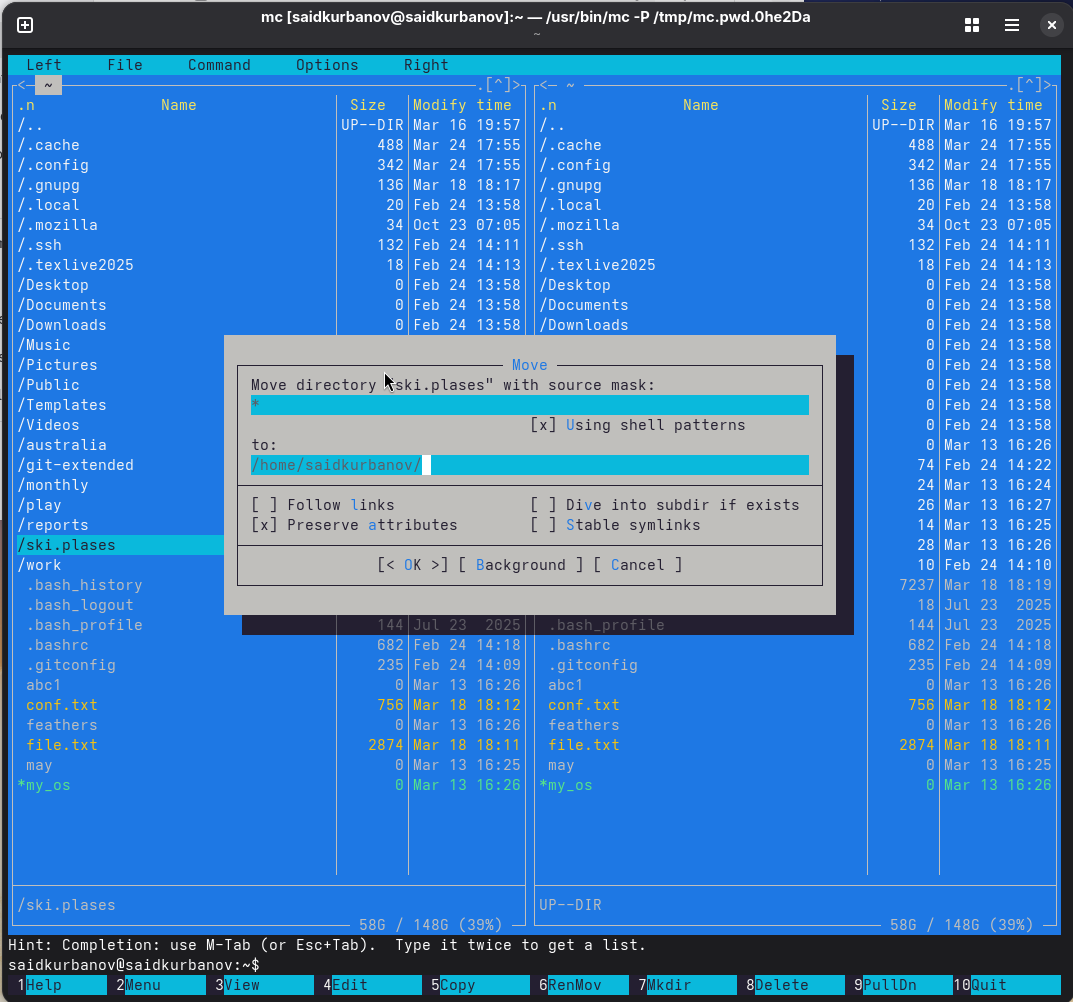 mc [saidkurbanov@saidkurbanov]:~ — /usr/bin/mc -P /tmp/mc.pwd.0he2Da
~
Left File Command Options Right
<─ ~ .[^]> <─ ~ .[^]>
.n Name Size Modify time .n Name Size Modify time
/.. UP--DIR Mar 16 19:57 /.. UP--DIR Mar 16 19:57
/.cache 488 Mar 24 17:55 /.cache 488 Mar 24 17:55
/.config 342 Mar 24 17:55 /.config 342 Mar 24 17:55
/.gnupg 136 Mar 18 18:17 /.gnupg 136 Mar 18 18:17
/.local 20 Feb 24 13:58 /.local 20 Feb 24 13:58
/.mozilla 34 Oct 23 07:05 /.mozilla 34 Oct 23 07:05
/.ssh 132 Feb 24 14:11 /.ssh 132 Feb 24 14:11
/.texlive2025 18 Feb 24 14:13 /.texlive2025 18 Feb 24 14:13
/Desktop 0 Feb 24 13:58 /Desktop 0 Feb 24 13:58
/Documents 0 Feb 24 13:58 /Documents 0 Feb 24 13:58
/Downloads 0 Feb 24 13:58 /Downloads 0 Feb 24 13:58
/Music 0 Feb 24 13:58
/Pictures Move 0 Feb 24 13:58
/Public Move directory "ski.plases" with source mask: 0 Feb 24 13:58
/Templates * 0 Feb 24 13:58
/Videos [x] Using shell patterns 0 Feb 24 13:58
/australia to: 0 Mar 13 16:26
/git-extended /home/saidkurbanov/ 74 Feb 24 14:22
/monthly 24 Mar 13 16:24
/play [ ] Follow links [ ] Dive into subdir if exists 26 Mar 13 16:27
/reports [x] Preserve attributes [ ] Stable symlinks 14 Mar 13 16:25
/ski.plases 28 Mar 13 16:26
/work [< OK >] [ Background ] [ Cancel ] 10 Feb 24 14:10
.bash_history 7237 Mar 18 18:19
.bash_logout 18 Jul 23 2025
.bash_profile 144 Jul 23 2025 .bash_profile 144 Jul 23 2025
.bashrc 682 Feb 24 14:18 .bashrc 682 Feb 24 14:18
.gitconfig 235 Feb 24 14:09 .gitconfig 235 Feb 24 14:09
abc1 0 Mar 13 16:26 abc1 0 Mar 13 16:26
conf.txt 756 Mar 18 18:12 conf.txt 756 Mar 18 18:12
feathers 0 Mar 13 16:26 feathers 0 Mar 13 16:26
file.txt 2874 Mar 18 18:11 file.txt 2874 Mar 18 18:11
may 0 Mar 13 16:25 may 0 Mar 13 16:25
*my_os 0 Mar 13 16:26 *my_os 0 Mar 13 16:26
/ski.plases UP--DIR
58G / 148G (39%) 58G / 148G (39%)
Hint: Completion: use M-Tab (or Esc+Tab).  Type it twice to get a list.
saidkurbanov@saidkurbanov:~$
1Help 2Menu 3View 4Edit 5Copy 6RenMov 7Mkdir 8Delete 9PullDn 10Quit